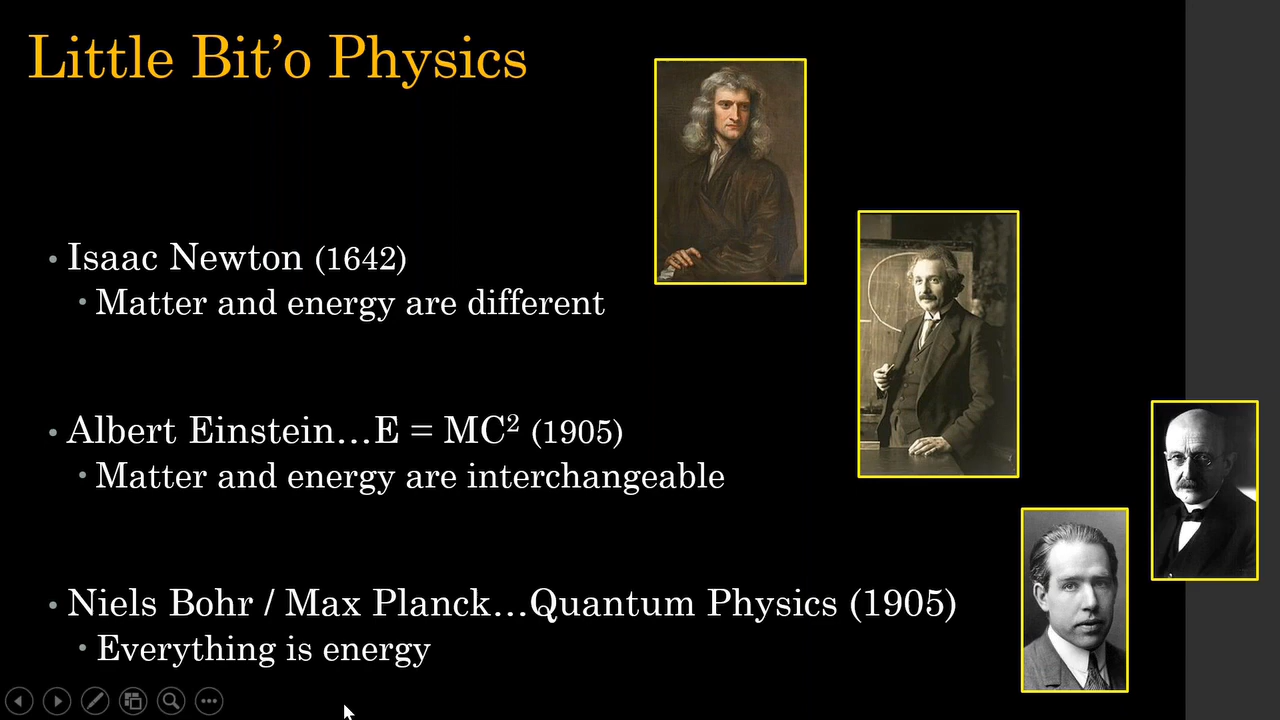 Little Bit’o Physics
• Isaac Newton (1642)
• Matter and energy are different
• Albert Einstein…E = MC² (1905)
• Matter and energy are interchangeable
• Niels Bohr / Max Planck…Quantum Physics (1905)
• Everything is energy